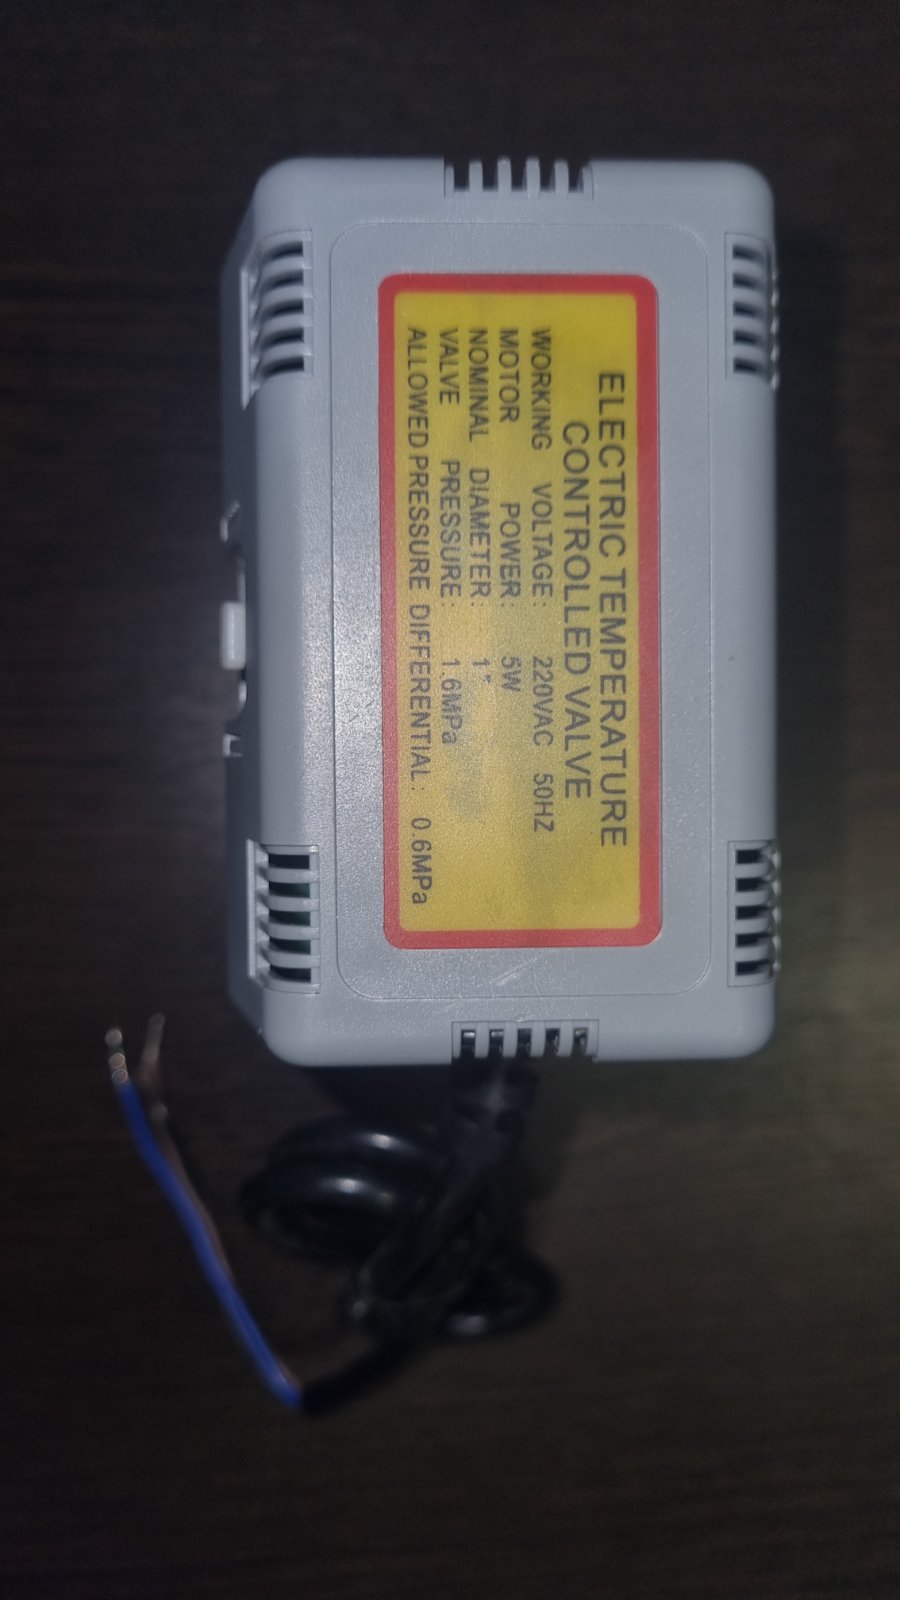 ELECTRIC TEMPERATURE
CONTROLLED VALVE
WORKING VOLTAGE: 220VAC 50HZ
MOTOR POWER: 5W
NOMINAL DIAMETER: 1"
VALVE PRESSURE: 1.6MPa
ALLOWED PRESSURE DIFFERENTIAL: 0.6MPa